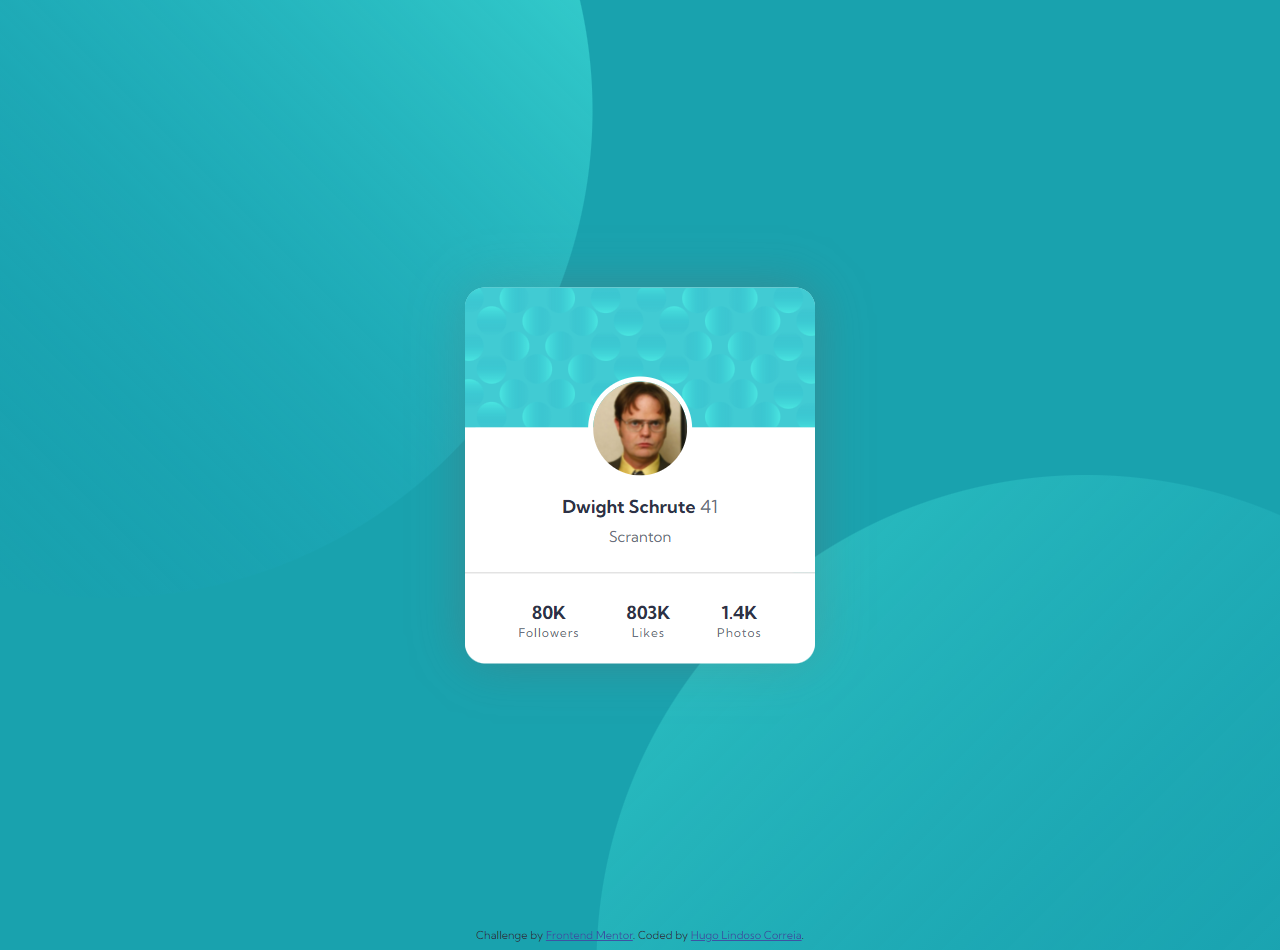 Dwight Schrute 41
Scranton
80K 803K 1.4K
Followers Likes Photos
Challenge by Frontend Mentor. Coded by Hugo Lindoso Correia.